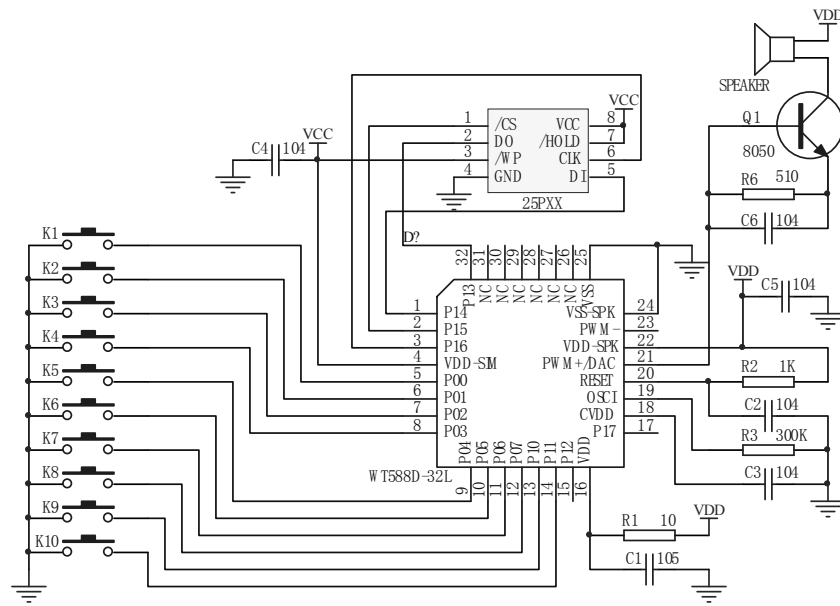 VDD
SPEAKER
Q1
8050
R6 510
C6 104
VCC
C4 104
VCC
1 /CS VCC 8
2 DO /HOLD 7
3 /WP CLK 6
4 GND DI 5
25PXX
D?
32 31 30 29 28 27 26 25
P13 NC NC NC NC NC NC VSS
K1
K2
K3
K4
K5
K6
K7
K8
K9
K10
1 P14 VSS-SPK 24
2 P15 PWM- 23
3 P16 VDD-SPK 22
4 VDD-SIM PWM+/DAC 21
5 P00 RESET 20
6 P01 OSCI 19
7 P02 CVDD 18
8 P03 P17 17
P04 P05 P06 P07 P10 P11 P12 VDD
9 10 11 12 13 14 15 16
WT588D-32L
VDD
C5 104
R2 1K
C2 104
R3 300K
C3 104
R1 10
VDD
C1 105